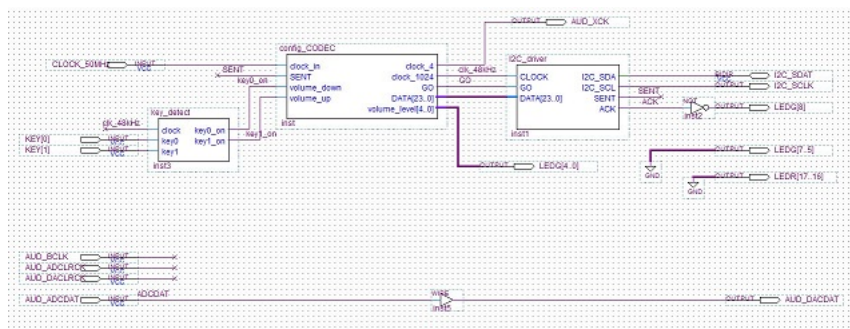 OUTPUT AUD_XCK
config_CODEC
CLOCK_50MHz INPUT VCC
clock_in clock_4
SENT SENT clock_1024 clk_48kHz
key0_on volume_down GO GO
volume_up DATA[23..0]
volume_level[4..0]
inst
I2C_driver
CLOCK I2C_SDA
GO I2C_SCL
DATA[23..0] SENT SENT
ACK ACK
inst1
BIDIR VCC I2C_SDAT
OUTPUT I2C_SCLK
NOT inst2
OUTPUT LEDG[8]
key_detect
clk_48kHz clock key0_on
KEY[0] INPUT VCC key0 key1_on key1_on
KEY[1] INPUT VCC key1
inst3
OUTPUT LEDG[4..0]
OUTPUT LEDG[7..5]
GND
OUTPUT LEDR[17..16]
GND
AUD_BCLK INPUT VCC
AUD_ADCLRCK INPUT VCC
AUD_DACLRCK INPUT VCC
AUD_ADCDAT INPUT VCC ADCDAT WIRE OUTPUT AUD_DACDAT
inst5